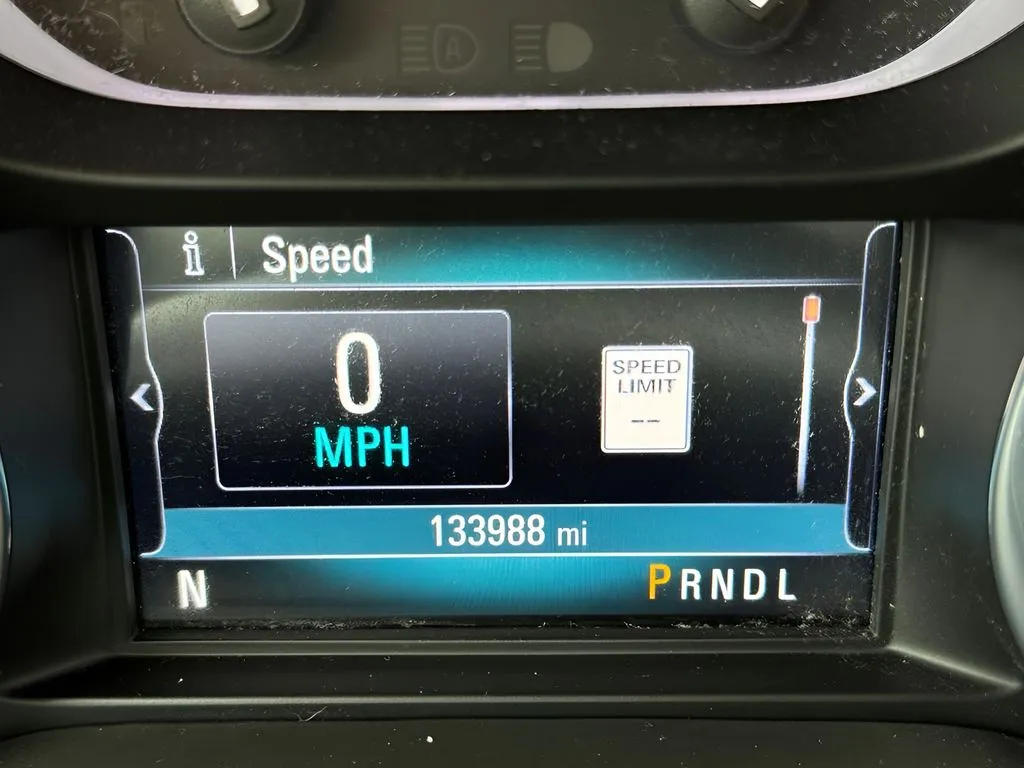 A
i Speed
0
MPH
SPEED
LIMIT
-- --
133988 mi
N
PRNDL